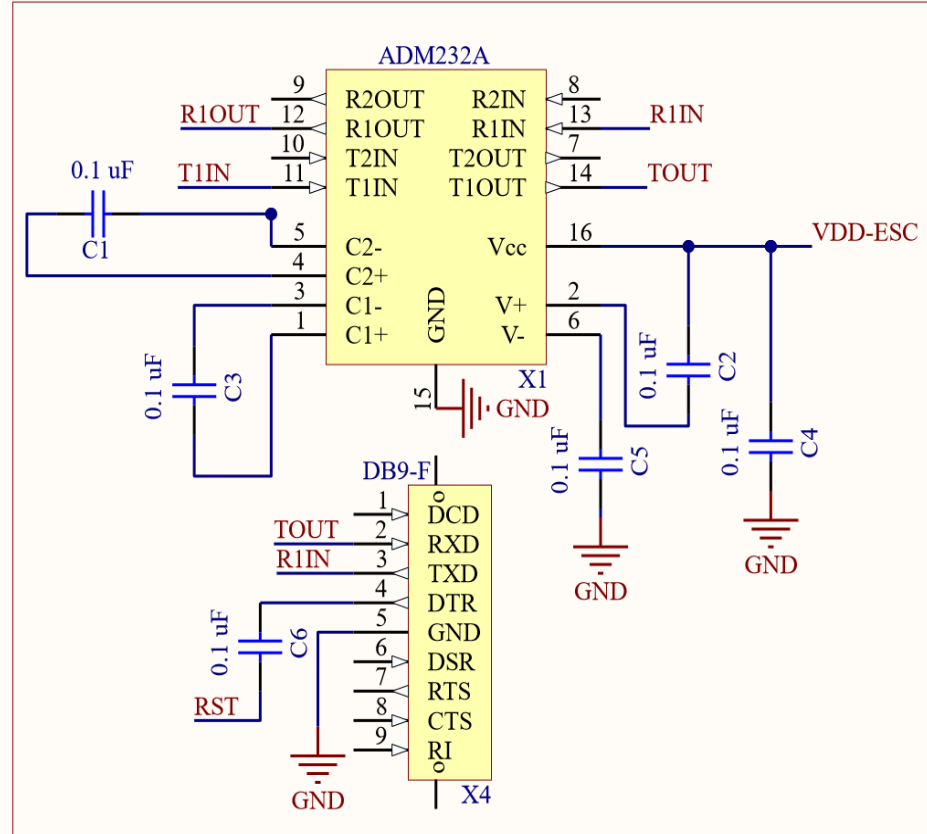 ADM232A
9 R2OUT R2IN 8
R1OUT 12 R1OUT R1IN 13 R1IN
10 T2IN T2OUT 7
T1IN 11 T1IN T1OUT 14 TOUT
0.1 uF
C1
5 C2- Vcc 16 VDD-ESC
4 C2+
3 C1- V+ 2
1 C1+ V- 6
GND
15
GND
X1
0.1 uF
C3
0.1 uF
C2
0.1 uF
C5
0.1 uF
C4
GND
GND
DB9-F
1 DCD
TOUT 2 RXD
R1IN 3 TXD
4 DTR
5 GND
6 DSR
7 RTS
8 CTS
9 RI
0.1 uF
C6
RST
GND
X4